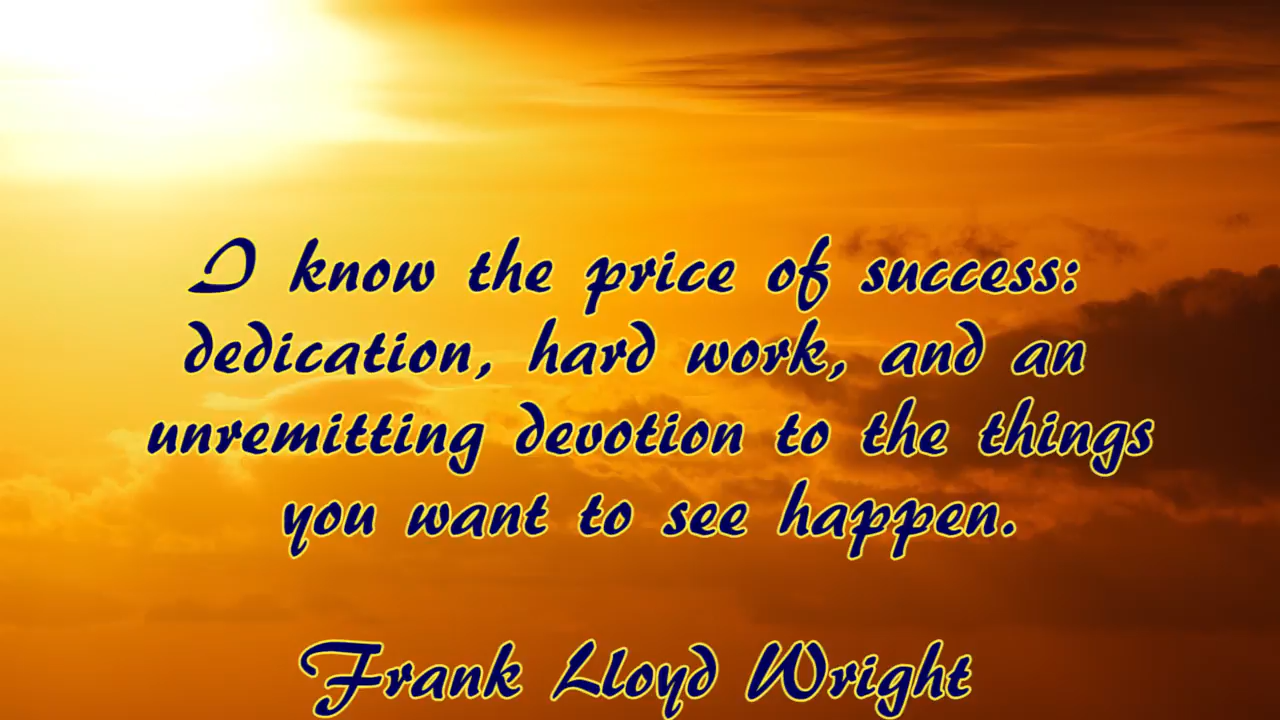 I know the price of success:
dedication, hard work, and an
unremitting devotion to the things
you want to see happen.
Frank Lloyd Wright